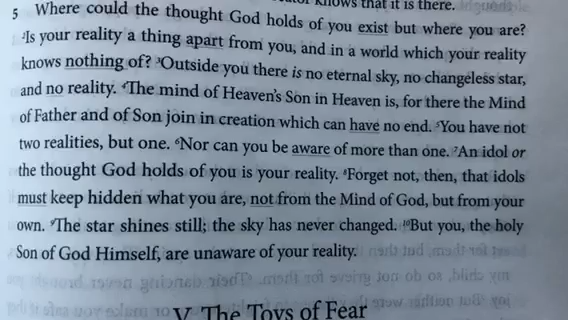 knows that it is there.
5 Where could the thought God holds of you exist but where you are?
²Is your reality a thing apart from you, and in a world which your reality
knows nothing of? ³Outside you there is no eternal sky, no changeless star,
and no reality. ⁴The mind of Heaven's Son in Heaven is, for there the Mind
of Father and of Son join in creation which can have no end. ⁵You have not
two realities, but one. ⁶Nor can you be aware of more than one. ⁷An idol or
the thought God holds of you is your reality. ⁸Forget not, then, that idols
must keep hidden what you are, not from the Mind of God, but from your
own. ⁹The star shines still; the sky has never changed. ¹⁰But you, the holy
Son of God Himself, are unaware of your reality.
V. The Toys of Fear